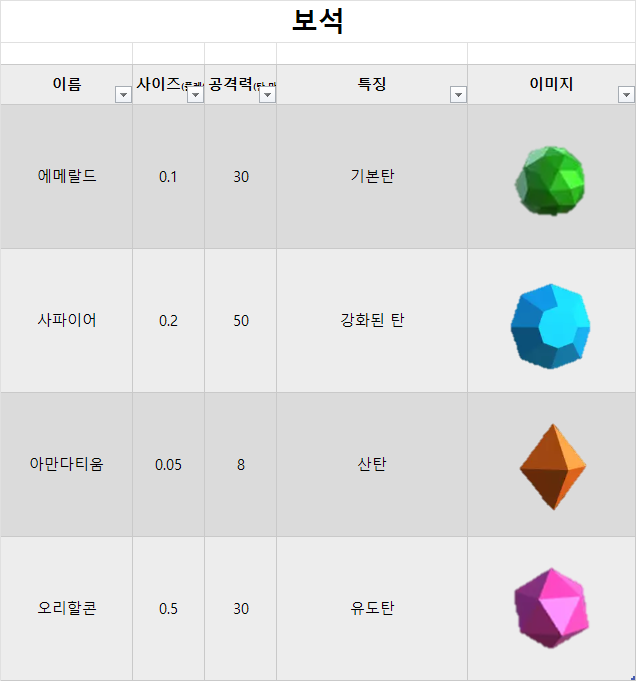 보석
이름 사이즈 공격력 특징 이미지
에메랄드 0.1 30 기본탄
사파이어 0.2 50 강화된 탄
아만다티움 0.05 8 산탄
오리할콘 0.5 30 유도탄